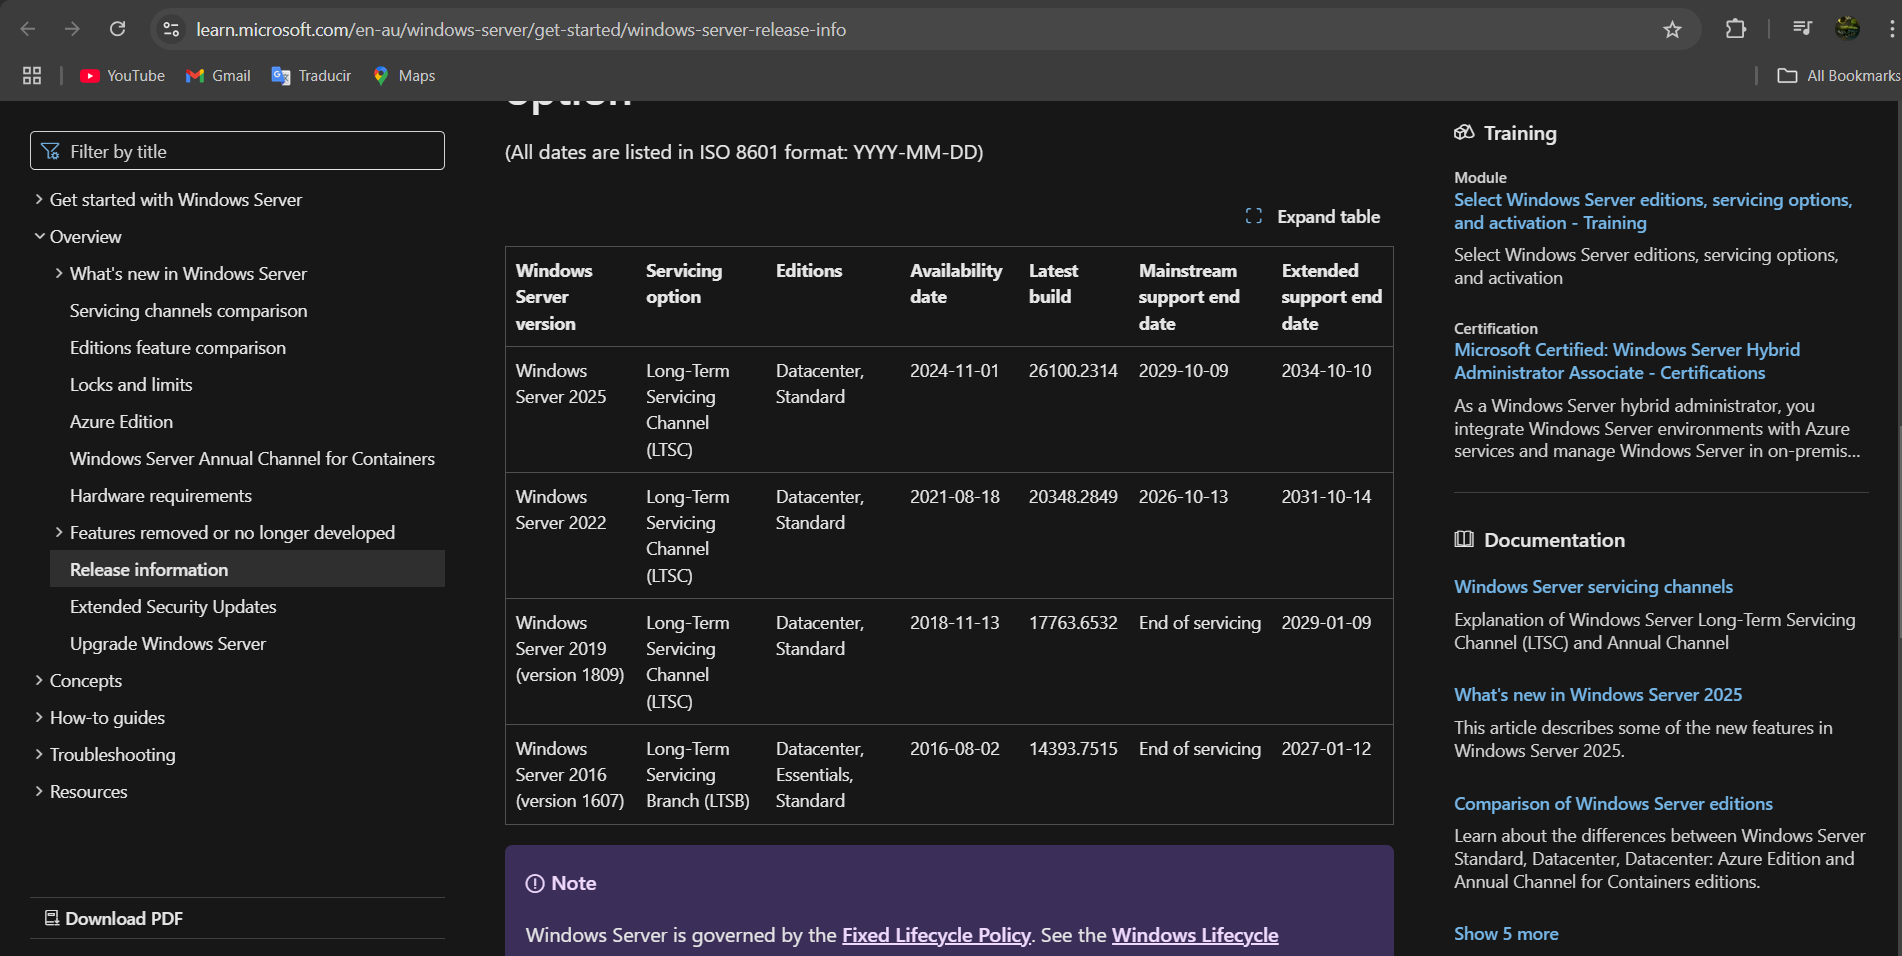 learn.microsoft.com/en-au/windows-server/get-started/windows-server-release-info
YouTube
Gmail
Traducir
Maps
All Bookmarks
Filter by title
Get started with Windows Server
Overview
What's new in Windows Server
Servicing channels comparison
Editions feature comparison
Locks and limits
Azure Edition
Windows Server Annual Channel for Containers
Hardware requirements
Features removed or no longer developed
Release information
Extended Security Updates
Upgrade Windows Server
Concepts
How-to guides
Troubleshooting
Resources
Download PDF
option
(All dates are listed in ISO 8601 format: YYYY-MM-DD)
Expand table
Windows Server version
Servicing option
Editions
Availability date
Latest build
Mainstream support end date
Extended support end date
Windows Server 2025
Long-Term Servicing Channel (LTSC)
Datacenter, Standard
2024-11-01
26100.2314
2029-10-09
2034-10-10
Windows Server 2022
Long-Term Servicing Channel (LTSC)
Datacenter, Standard
2021-08-18
20348.2849
2026-10-13
2031-10-14
Windows Server 2019 (version 1809)
Long-Term Servicing Channel (LTSC)
Datacenter, Standard
2018-11-13
17763.6532
End of servicing
2029-01-09
Windows Server 2016 (version 1607)
Long-Term Servicing Branch (LTSB)
Datacenter, Essentials, Standard
2016-08-02
14393.7515
End of servicing
2027-01-12
Note
Windows Server is governed by the Fixed Lifecycle Policy. See the Windows Lifecycle
Training
Module
Select Windows Server editions, servicing options,
and activation - Training
Select Windows Server editions, servicing options,
and activation
Certification
Microsoft Certified: Windows Server Hybrid
Administrator Associate - Certifications
As a Windows Server hybrid administrator, you
integrate Windows Server environments with Azure
services and manage Windows Server in on-premis...
Documentation
Windows Server servicing channels
Explanation of Windows Server Long-Term Servicing
Channel (LTSC) and Annual Channel
What's new in Windows Server 2025
This article describes some of the new features in
Windows Server 2025.
Comparison of Windows Server editions
Learn about the differences between Windows Server
Standard, Datacenter, Datacenter: Azure Edition and
Annual Channel for Containers editions.
Show 5 more